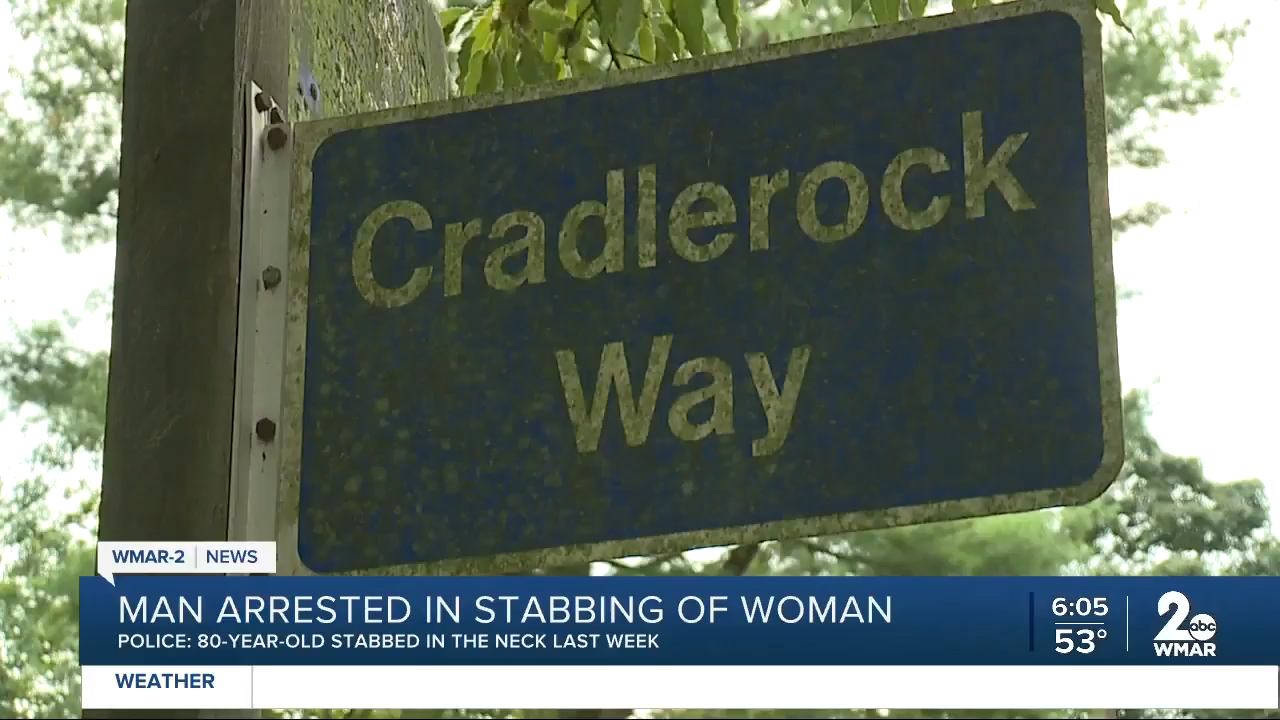 Cradlerock
Way
WMAR-2 NEWS
MAN ARRESTED IN STABBING OF WOMAN
POLICE: 80-YEAR-OLD STABBED IN THE NECK LAST WEEK
6:05
53°
2
abc
WMAR
WEATHER